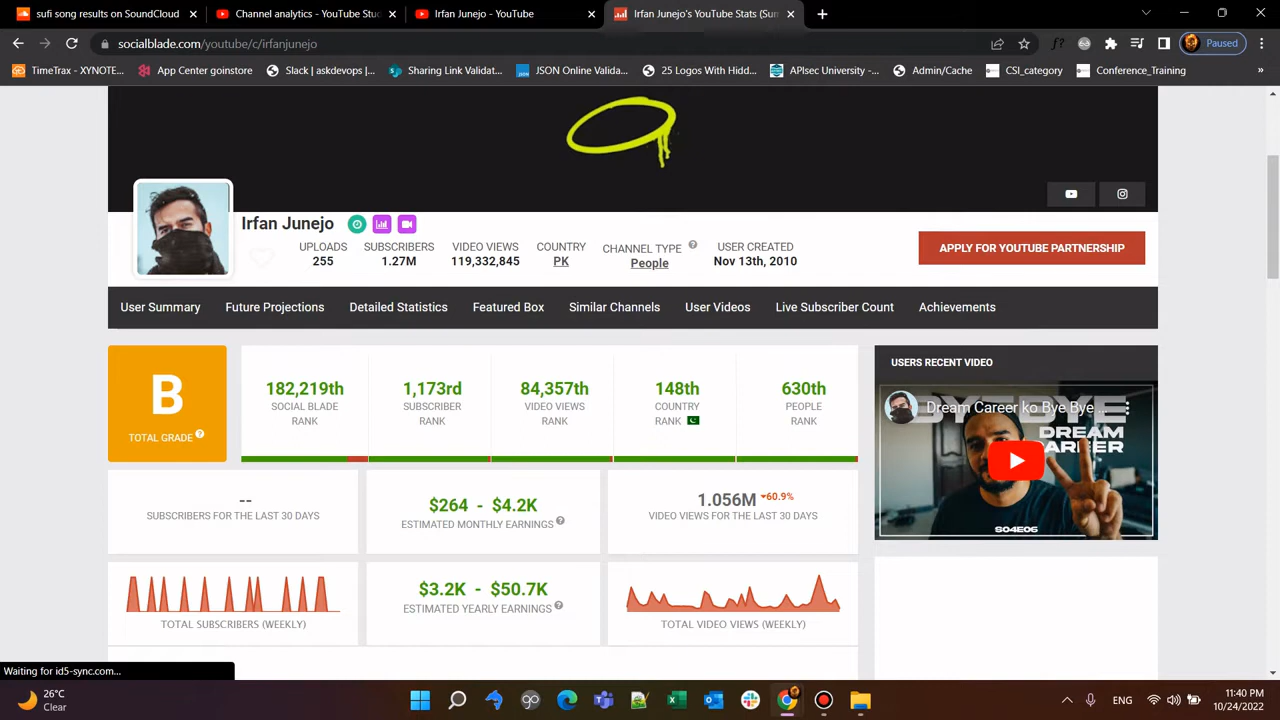 sufi song results on SoundCloud
Channel analytics - YouTube Stu
Irfan Junejo - YouTube
Irfan Junejo's YouTube Stats (Sum
socialblade.com/youtube/c/irfanjunejo
f?
Paused
TimeTrax — XYNOTE...
App Center goinstore
Slack | askdevops |...
Sharing Link Validat...
JSON Online Valida...
25 Logos With Hidd...
APIsec University -...
Admin/Cache
CSI_category
Conference_Training
Irfan Junejo
UPLOADS
255
SUBSCRIBERS
1.27M
VIDEO VIEWS
119,332,845
COUNTRY
PK
CHANNEL TYPE
People
USER CREATED
Nov 13th, 2010
APPLY FOR YOUTUBE PARTNERSHIP
User Summary Future Projections Detailed Statistics Featured Box Similar Channels User Videos Live Subscriber Count Achievements
B
TOTAL GRADE
182,219th
SOCIAL BLADE
RANK
1,173rd
SUBSCRIBER
RANK
84,357th
VIDEO VIEWS
RANK
148th
COUNTRY
RANK
630th
PEOPLE
RANK
USERS RECENT VIDEO
Dream Career ko Bye Bye ...
BYE BYE
DREAM
CAREER
S04E06
--
SUBSCRIBERS FOR THE LAST 30 DAYS
$264 - $4.2K
ESTIMATED MONTHLY EARNINGS
1.056M 60.9%
VIDEO VIEWS FOR THE LAST 30 DAYS
TOTAL SUBSCRIBERS (WEEKLY)
$3.2K - $50.7K
ESTIMATED YEARLY EARNINGS
TOTAL VIDEO VIEWS (WEEKLY)
Waiting for id5-sync.com...
26°C
Clear
ENG
11:40 PM
10/24/2022